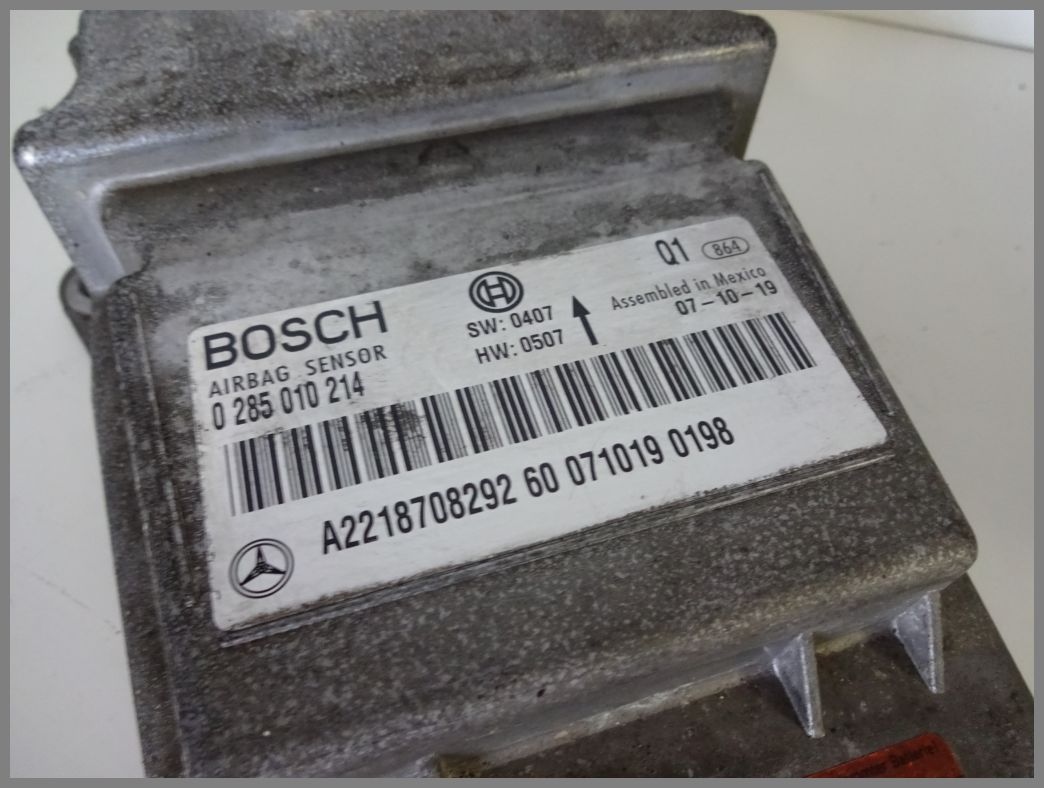 BOSCH
AIRBAG SENSOR
0 285 010 214
SW: 0407
HW: 0507
Q1 864
Assembled in Mexico
07-10-19
A2218708292 60 071019 0198
Batterie!